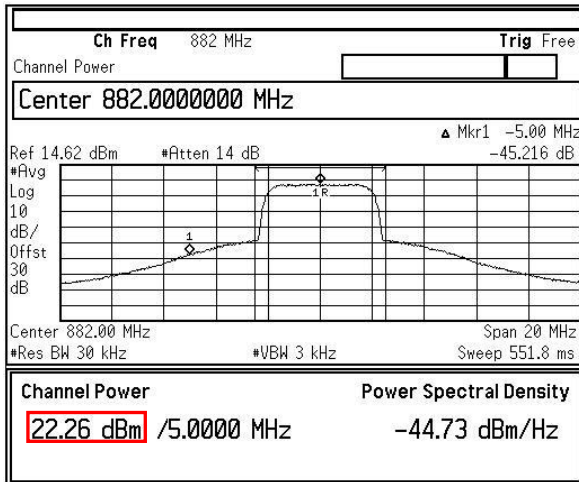 Ch Freq 882 MHz Trig Free
Channel Power
Center 882.0000000 MHz
Δ Mkr1 -5.00 MHz
Ref 14.62 dBm #Atten 14 dB -45.216 dB
#Avg
Log
10
dB/
Offst
30
dB
1
1R
Center 882.00 MHz Span 20 MHz
#Res BW 30 kHz #VBW 3 kHz Sweep 551.8 ms
Channel Power Power Spectral Density
22.26 dBm /5.0000 MHz -44.73 dBm/Hz